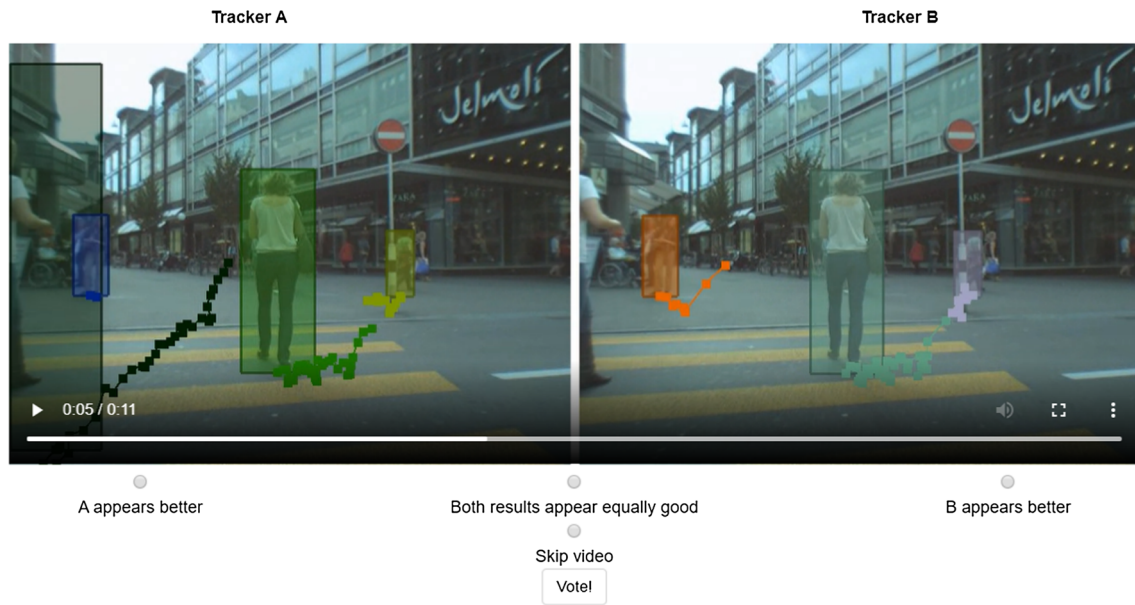 Tracker A
Tracker B
Jelmoli
Jelmoli
0:05 / 0:11
A appears better
Both results appear equally good
B appears better
Skip video
Vote!